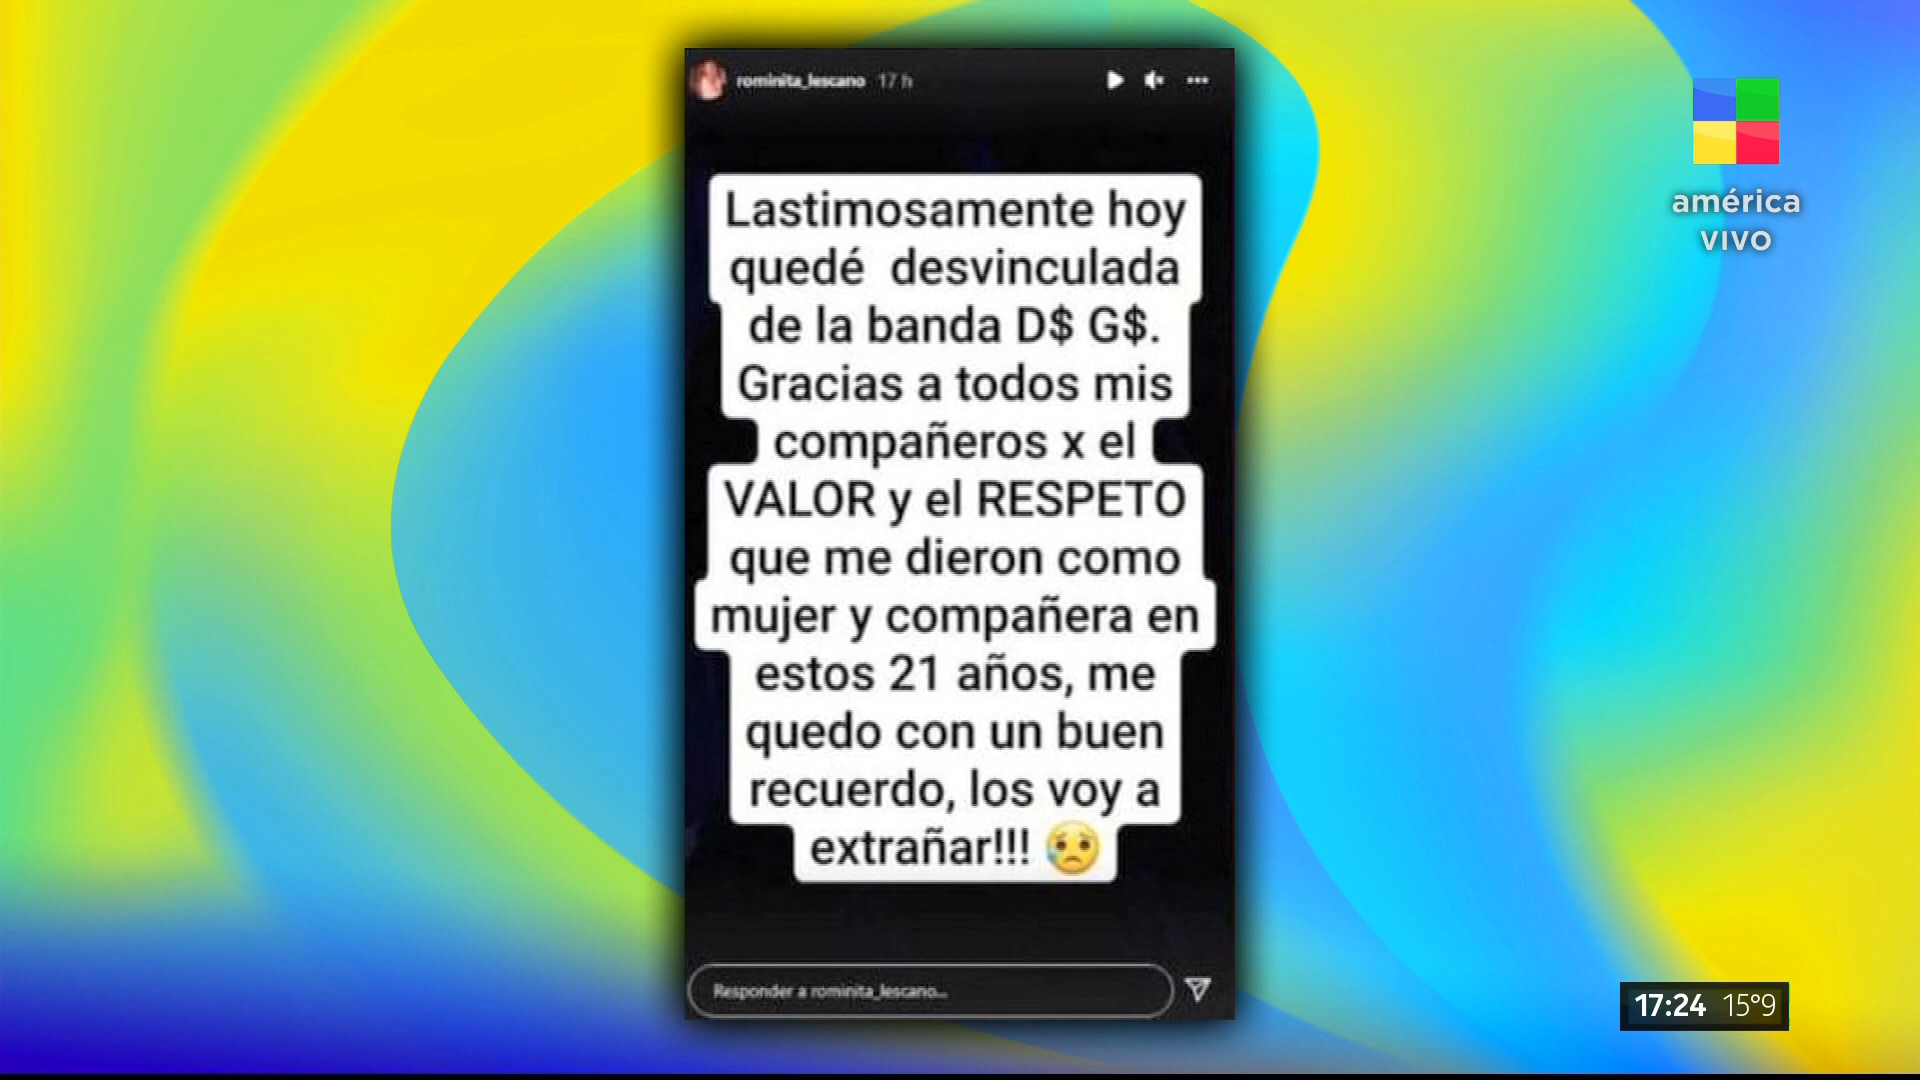 rominita_lescano 17 h
Lastimosamente hoy
quedé desvinculada
de la banda D$ G$.
Gracias a todos mis
compañeros x el
VALOR y el RESPETO
que me dieron como
mujer y compañera en
estos 21 años, me
quedo con un buen
recuerdo, los voy a
extrañar!!! 😥
Responder a rominita_lescano...
américa
VIVO
17:24 15°9